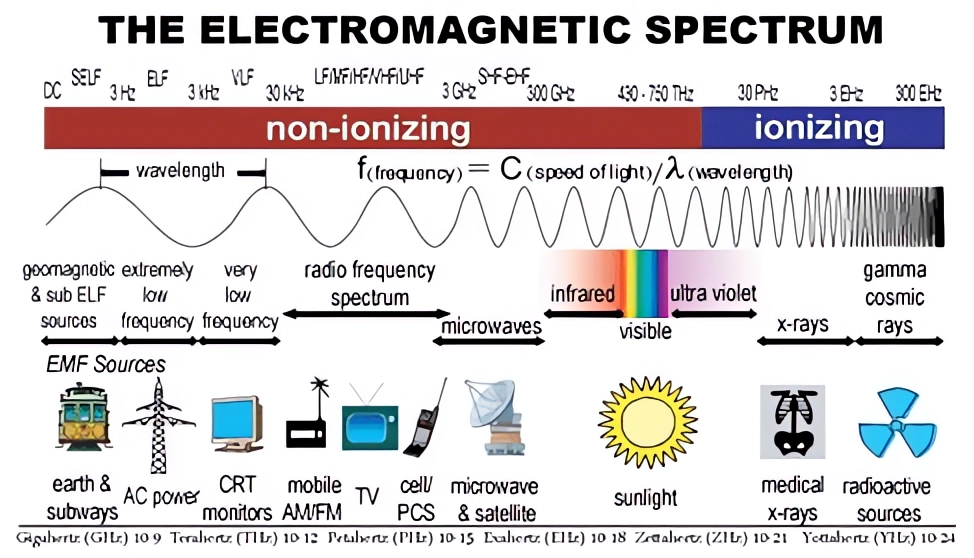 THE ELECTROMAGNETIC SPECTRUM
DC SELF 3 Hz ELF 3 kHz VLF 30 KHz LF/MF/HF/VHF/UHF 3 GHz SHF EHF 300 GHz 430 - 750 THz 30 PHz 3 EHz 300 EHz
non-ionizing ionizing
wavelength f(frequency) = C (speed of light)/λ (wavelength)
geomagnetic
& sub ELF
sources
extremely
low
frequency
very
low
frequency
radio frequency
spectrum
microwaves
infrared
visible
ultra violet
x-rays
gamma
cosmic
rays
EMF Sources
earth &
subways
AC power
CRT
monitors
mobile
AM/FM
TV
cell/
PCS
microwave
& satellite
sunlight
medical
x-rays
radioactive
sources
Gigahertz (GHz) 10-9 Terahertz (THz) 10-12 Petahertz (PHz) 10-15 Exahertz (EHz) 10-18 Zettahertz (ZHz) 10-21 Yottahertz (YHz) 10-24